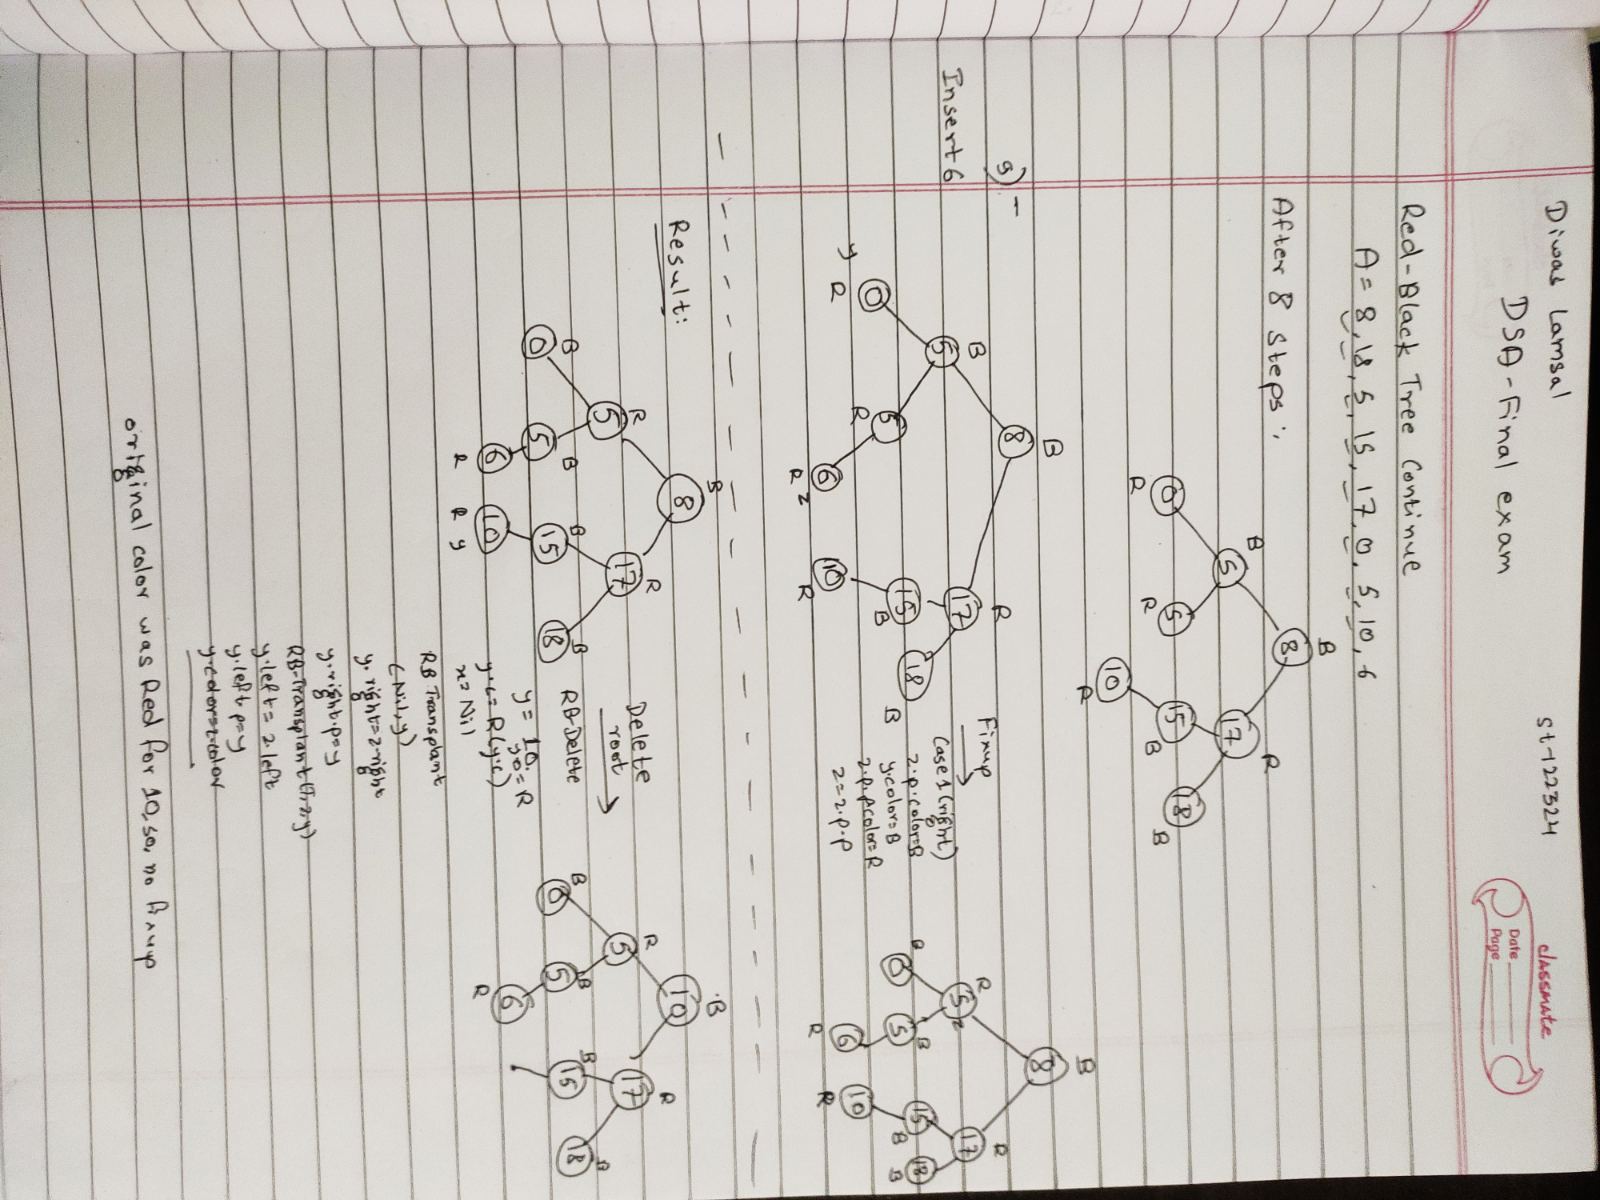 Diwas Lamsal
st-122324
DSA-Final exam
classmate
Date
Page
Red-Black Tree Continue
A = 8, 18, 5, 15, 17, 0, 5, 10, 6
After 8 steps :
B
8
B
R
5
17
0
5
15
18
R
R
B
B
10
R
9) -
Insert 6
B
8
B
R
5
17
0
5
15
18
y
R
R
B
B
6
10
R z
R
Fixup
Case 1 (right)
z.p.color=B
y.color=B
z.p.p.color=R
z=z.p.p
B
8
R
R
5 z
17
B
B
0
5
15
18
B
B
6
10
R
R
Result:
B
8
R
R
5
17
B
B
B
B
0
5
15
18
6
10
R
R y
Delete
root
RB-Delete
y = 10.
yo = R
y.c = R (y.c)
x = Nil
RB Transplant
(Nil, y)
y.right=z.right
y.right.p=y
RB-Transplant (T, z, y)
y.left = z.left
y.left.p=y
y.color=z.color
B
10
R
R
5
17
B
B
B
B
0
5
15
18
6
R
original color was Red for 10, so, no fixup